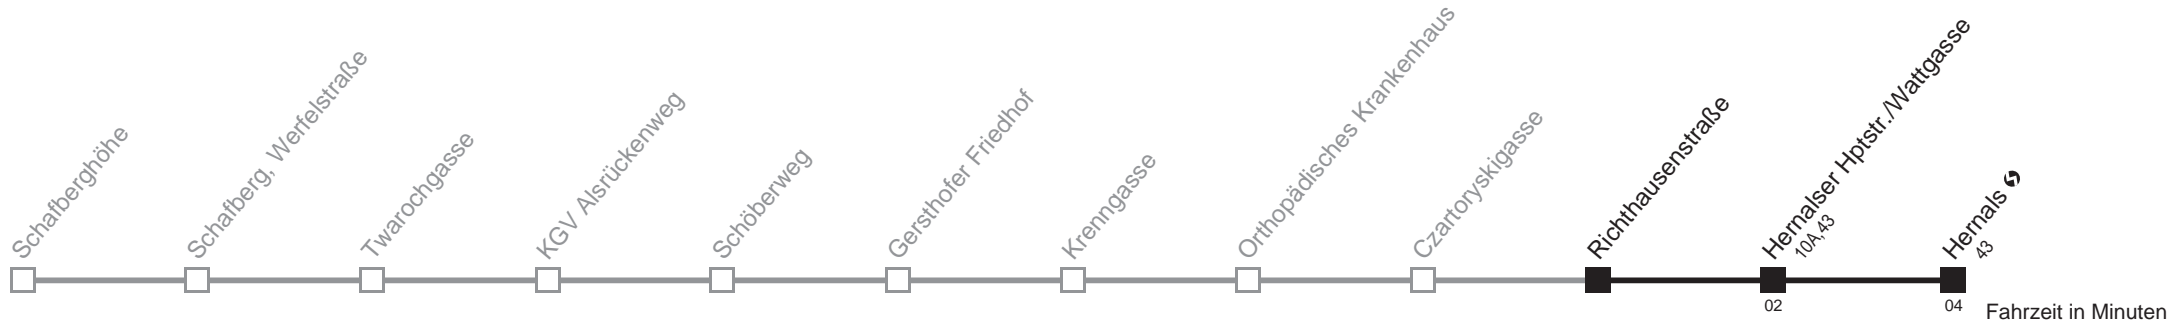 Schafberghöhe
Schafberg, Werfelstraße
Twarochgasse
KGV Alsrückenweg
Schöberweg
Gersthofer Friedhof
Krenngasse
Orthopädisches Krankenhaus
Czartoryskigasse
Richthausenstraße
Hernalser Hptstr./Wattgasse
10A,43
Hernals
43
02
04
Fahrzeit in Minuten